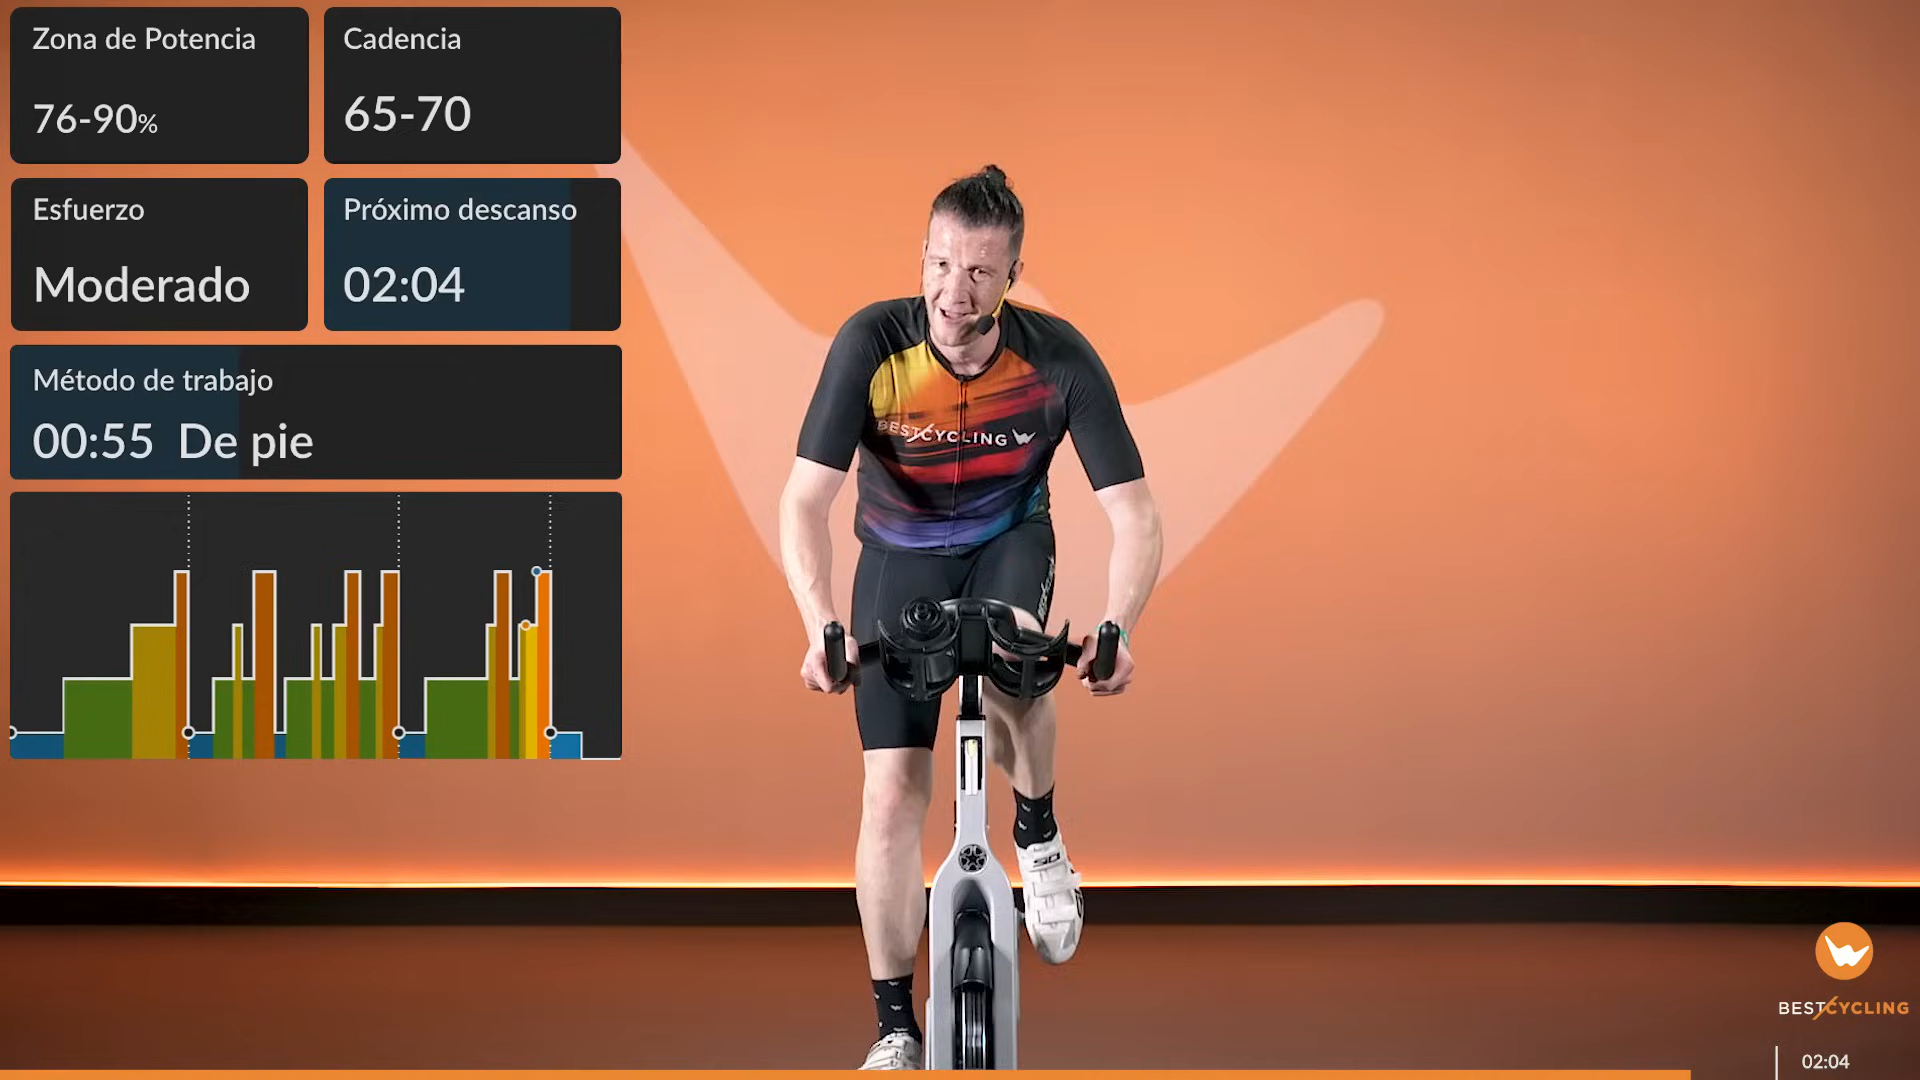 Zona de Potencia
76-90%
Cadencia
65-70
Esfuerzo
Moderado
Próximo descanso
02:04
Método de trabajo
00:55 De pie
BESTCYCLING
BESTCYCLING
02:04